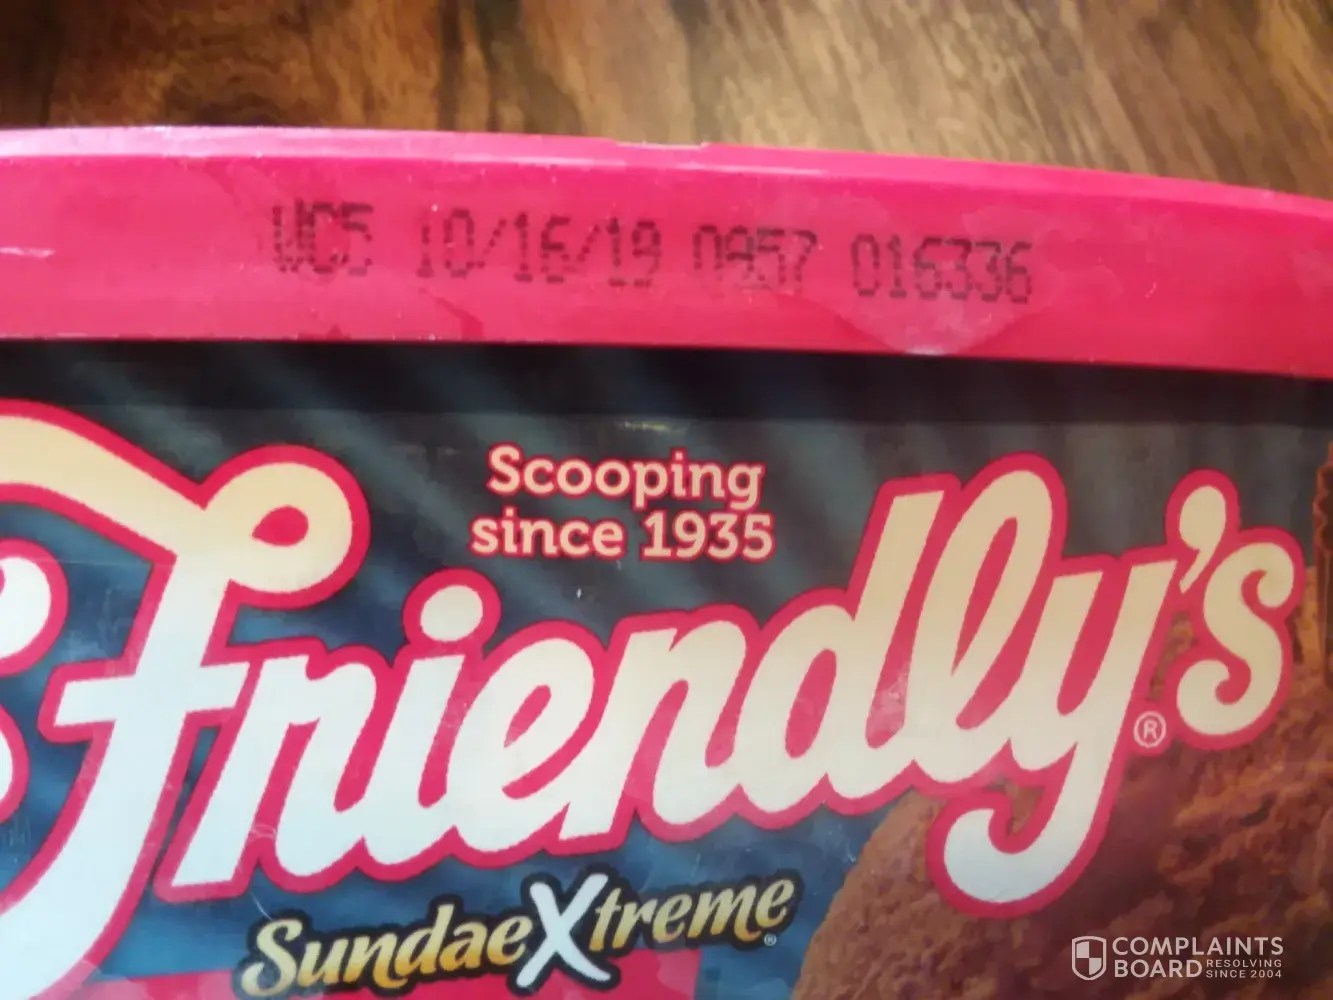 WC5 10/16/19 0957 016336
Scooping
since 1935
Friendly's®
SundaeXtreme®
COMPLAINTS
BOARD RESOLVING
SINCE 2004